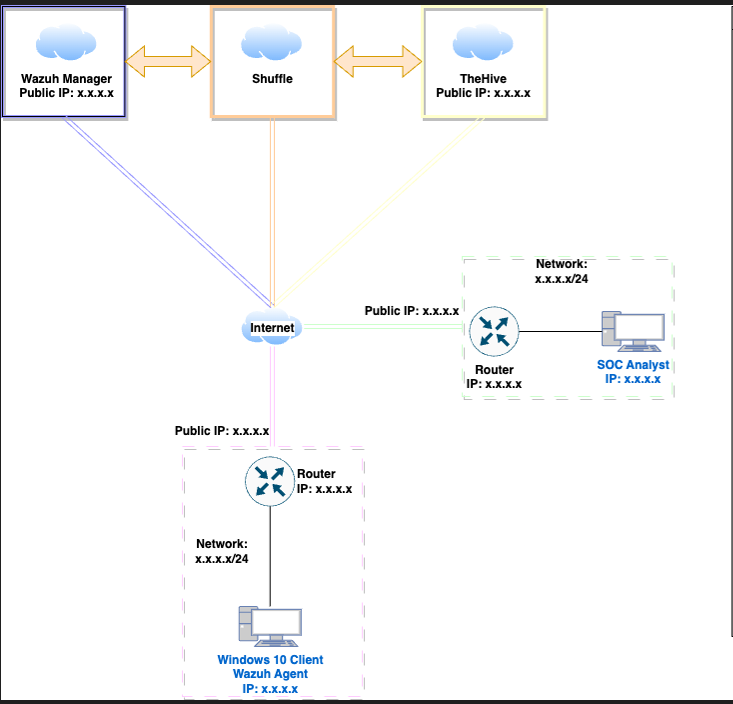 Wazuh Manager
Public IP: x.x.x.x
Shuffle
TheHive
Public IP: x.x.x.x
Network:
x.x.x.x/24
Public IP: x.x.x.x
Internet
Router
IP: x.x.x.x
SOC Analyst
IP: x.x.x.x
Public IP: x.x.x.x
Router
IP: x.x.x.x
Network:
x.x.x.x/24
Windows 10 Client
Wazuh Agent
IP: x.x.x.x